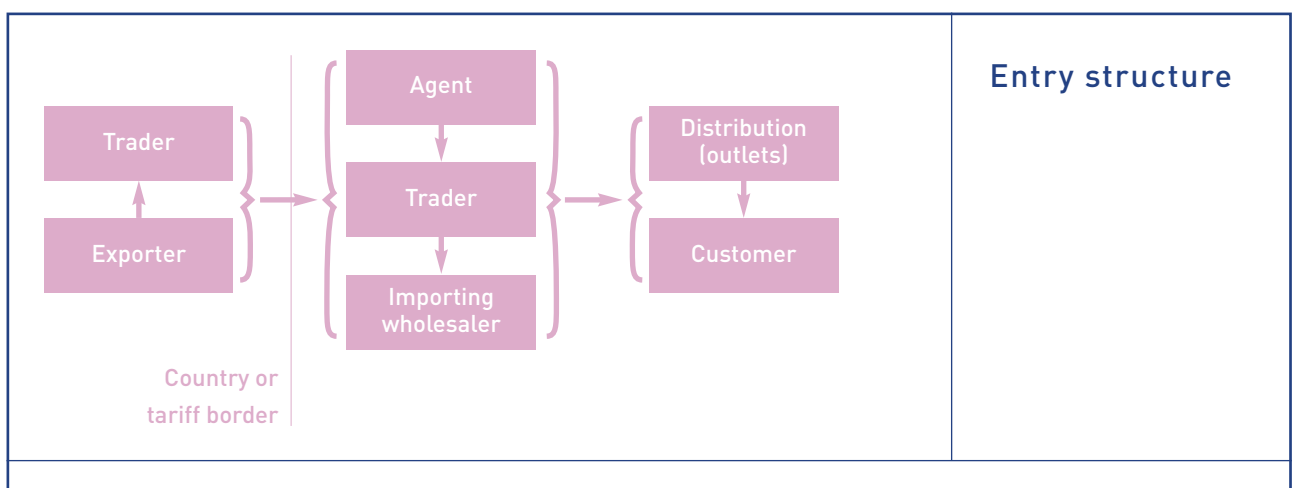 Entry structure
Trader
Exporter
Country or
tariff border
Agent
Trader
Importing
wholesaler
Distribution
(outlets)
Customer